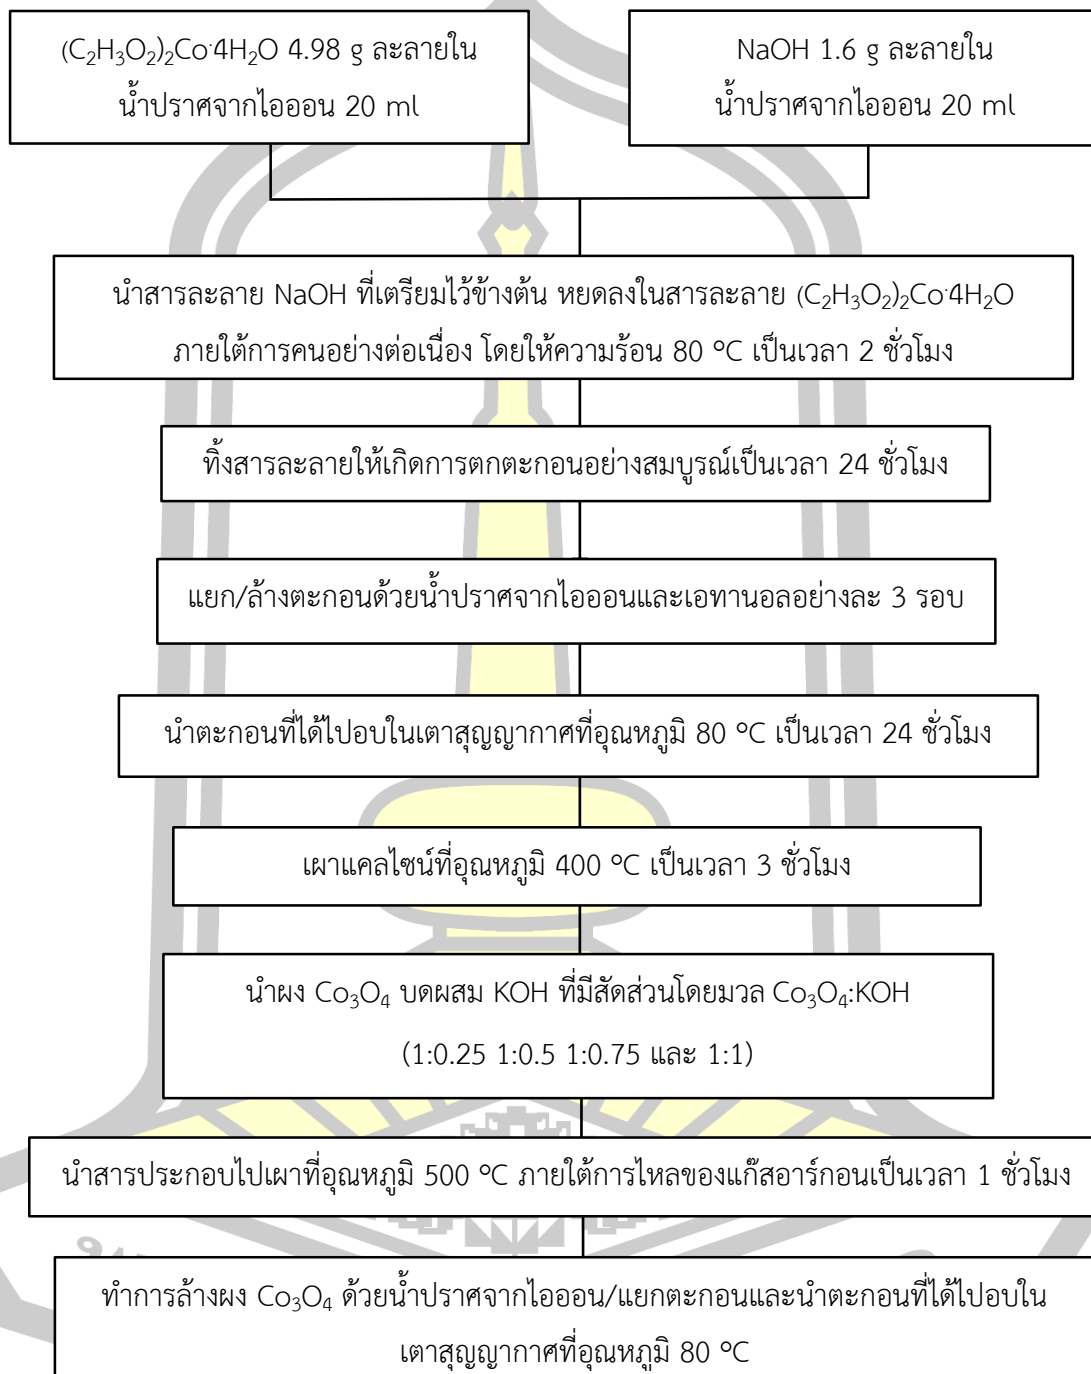 (C₂H₃O₂)₂Co·4H₂O 4.98 g ละลายใน
น้ำปราศจากไอออน 20 ml
NaOH 1.6 g ละลายใน
น้ำปราศจากไอออน 20 ml
นำสารละลาย NaOH ที่เตรียมไว้ข้างต้น หยดลงในสารละลาย (C₂H₃O₂)₂Co·4H₂O
ภายใต้การคนอย่างต่อเนื่อง โดยให้ความร้อน 80 °C เป็นเวลา 2 ชั่วโมง
ทิ้งสารละลายให้เกิดการตกตะกอนอย่างสมบูรณ์เป็นเวลา 24 ชั่วโมง
แยก/ล้างตะกอนด้วยน้ำปราศจากไอออนและเอทานอลอย่างละ 3 รอบ
นำตะกอนที่ได้ไปอบในเตาสุญญากาศที่อุณหภูมิ 80 °C เป็นเวลา 24 ชั่วโมง
เผาแคลไซน์ที่อุณหภูมิ 400 °C เป็นเวลา 3 ชั่วโมง
นำผง Co₃O₄ บดผสม KOH ที่มีสัดส่วนโดยมวล Co₃O₄:KOH
(1:0.25 1:0.5 1:0.75 และ 1:1)
นำสารประกอบไปเผาที่อุณหภูมิ 500 °C ภายใต้การไหลของแก๊สอาร์กอนเป็นเวลา 1 ชั่วโมง
ทำการล้างผง Co₃O₄ ด้วยน้ำปราศจากไอออน/แยกตะกอนและนำตะกอนที่ได้ไปอบใน
เตาสุญญากาศที่อุณหภูมิ 80 °C